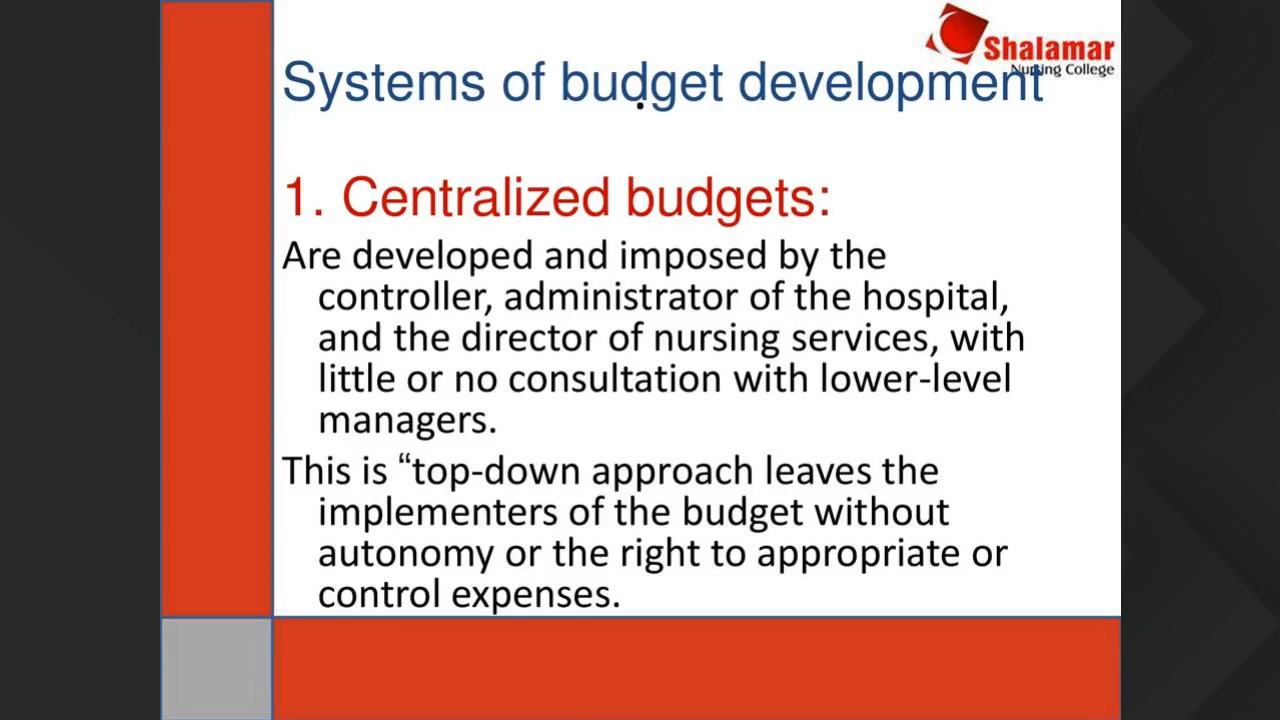 Shalamar
Nursing College
Systems of budget development
.
1. Centralized budgets:
Are developed and imposed by the
controller, administrator of the hospital,
and the director of nursing services, with
little or no consultation with lower-level
managers.
This is “top-down approach leaves the
implementers of the budget without
autonomy or the right to appropriate or
control expenses.